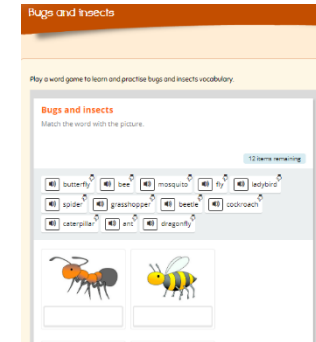 Bugs and insects
Play a word game to learn and practise bugs and insects vocabulary.
Bugs and insects
Match the word with the picture.
12 items remaining
butterfly bee mosquito fly ladybird
spider grasshopper beetle cockroach
caterpillar ant dragonfly